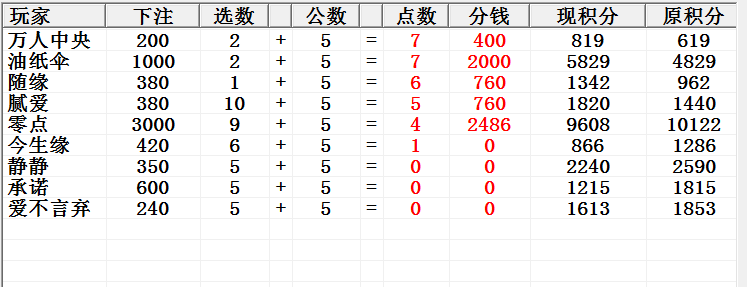 玩家 下注 选数 公数 点数 分钱 现积分 原积分
万人中央 200 2 + 5 = 7 400 819 619
油纸伞 1000 2 + 5 = 7 2000 5829 4829
随缘 380 1 + 5 = 6 760 1342 962
腻爱 380 10 + 5 = 5 760 1820 1440
零点 3000 9 + 5 = 4 2486 9608 10122
今生缘 420 6 + 5 = 1 0 866 1286
静静 350 5 + 5 = 0 0 2240 2590
承诺 600 5 + 5 = 0 0 1215 1815
爱不言弃 240 5 + 5 = 0 0 1613 1853